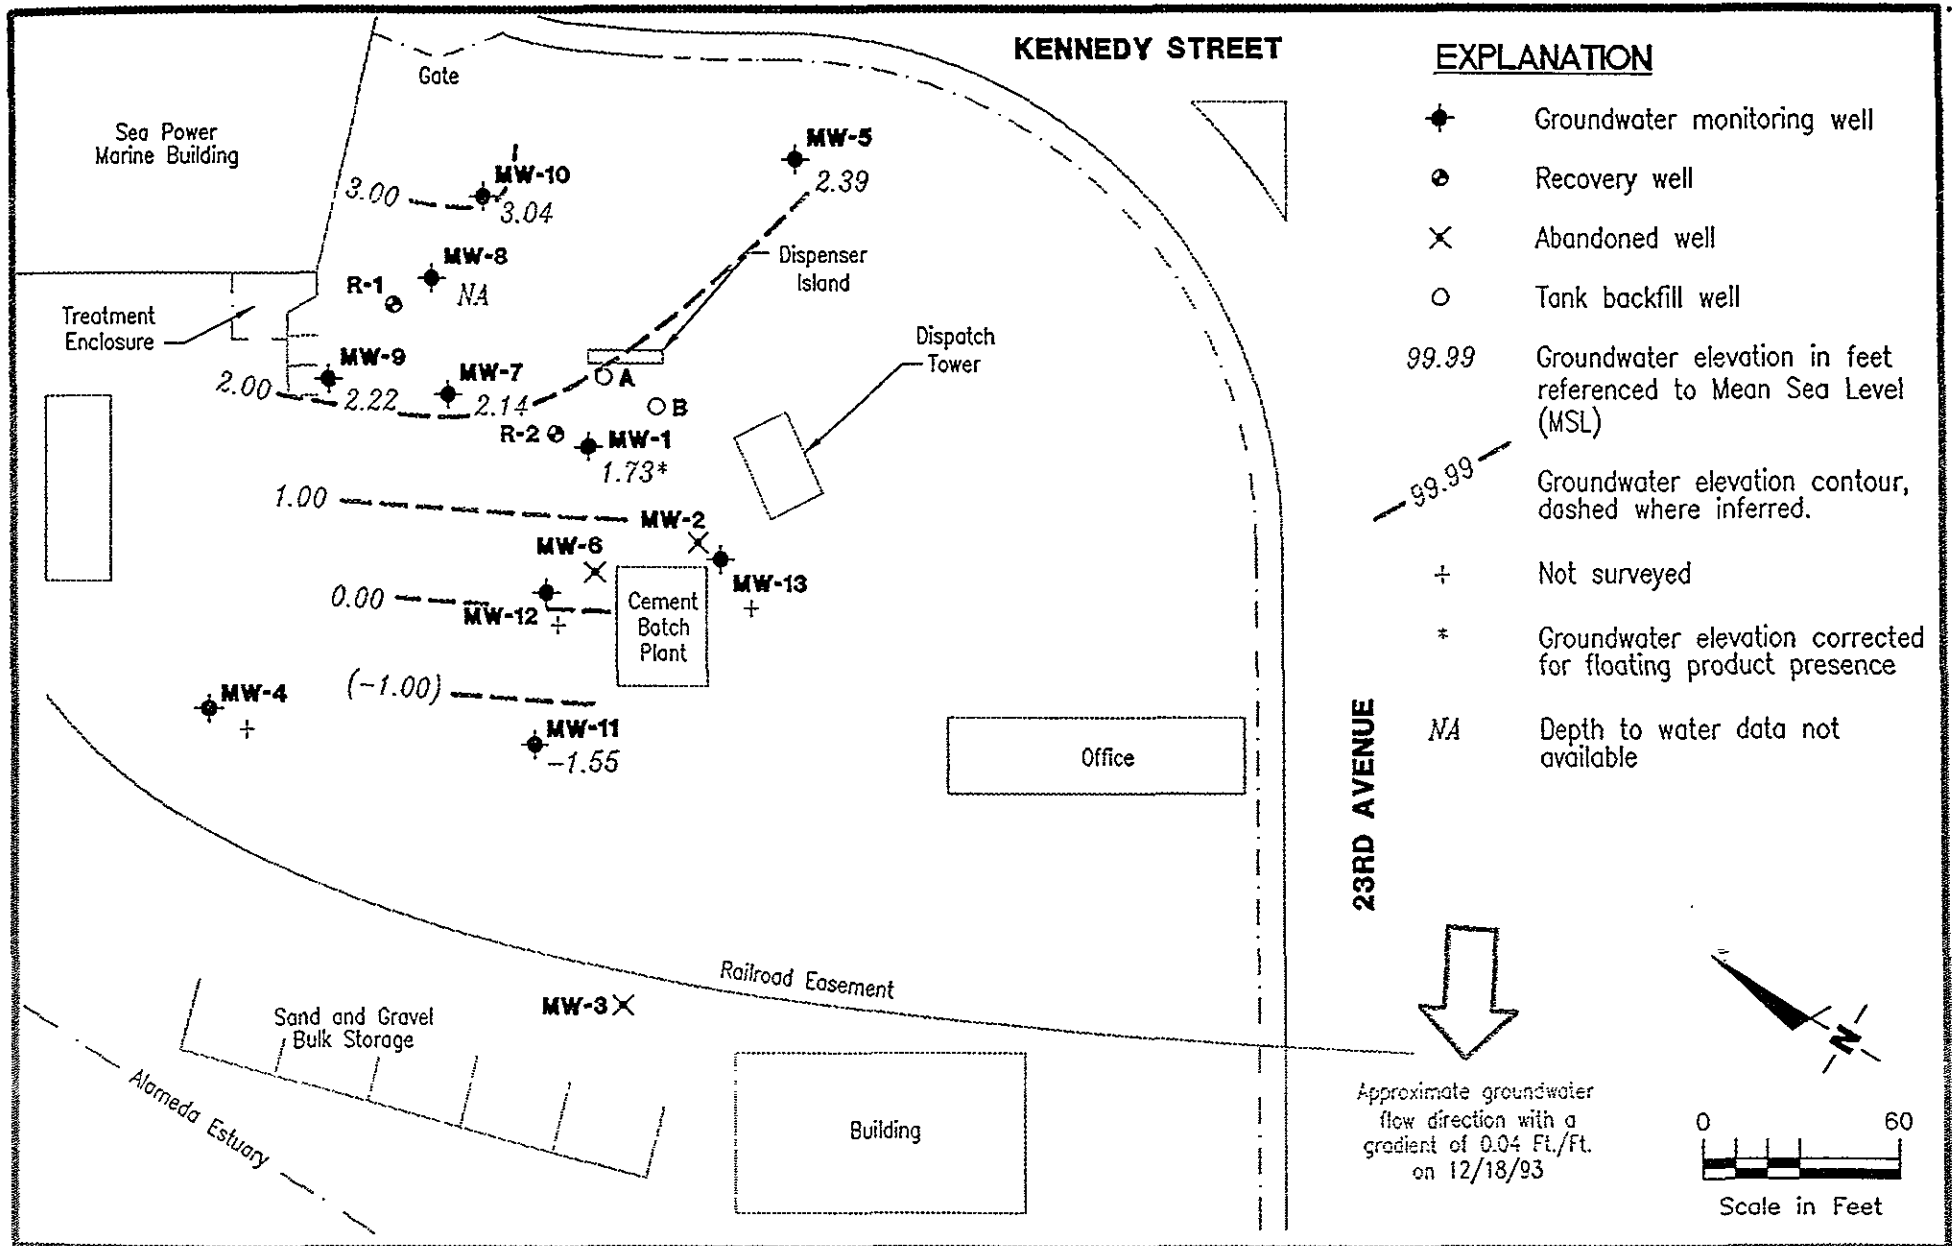 KENNEDY STREET
Gate
Sea Power
Marine Building
MW-5
2.39
MW-10
3.00
3.04
MW-8
NA
R-1
Dispenser
Island
Treatment
Enclosure
Dispatch
Tower
MW-9
MW-7
2.00
2.22
2.14
A
B
R-2
MW-1
1.73*
1.00
MW-2
MW-6
MW-13
0.00
MW-12
Cement
Batch
Plant
(-1.00)
MW-4
MW-11
-1.55
Office
23RD AVENUE
Railroad Easement
MW-3
Sand and Gravel
Bulk Storage
Alameda Estuary
Building
EXPLANATION
Groundwater monitoring well
Recovery well
Abandoned well
Tank backfill well
99.99 Groundwater elevation in feet
referenced to Mean Sea Level
(MSL)
99.99 Groundwater elevation contour,
dashed where inferred.
Not surveyed
* Groundwater elevation corrected
for floating product presence
NA Depth to water data not
available
Approximate groundwater
flow direction with a
gradient of 0.04 Ft./Ft.
on 12/18/93
N
0 60
Scale in Feet